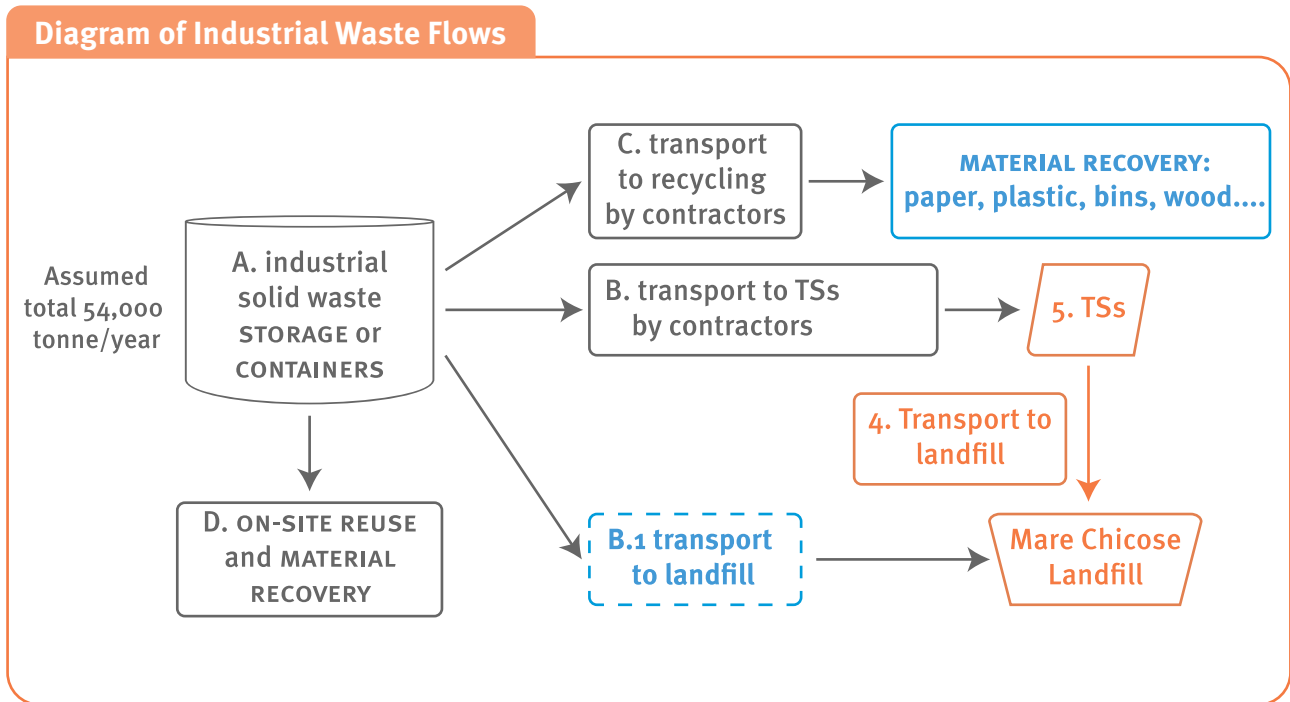 Diagram of Industrial Waste Flows
C. transport
to recycling
by contractors
MATERIAL RECOVERY:
paper, plastic, bins, wood....
Assumed
total 54,000
tonne/year
A. industrial
solid waste
STORAGE or
CONTAINERS
B. transport to TSs
by contractors
5. TSs
4. Transport to
landfill
D. ON-SITE REUSE
and MATERIAL
RECOVERY
B.1 transport
to landfill
Mare Chicose
Landfill